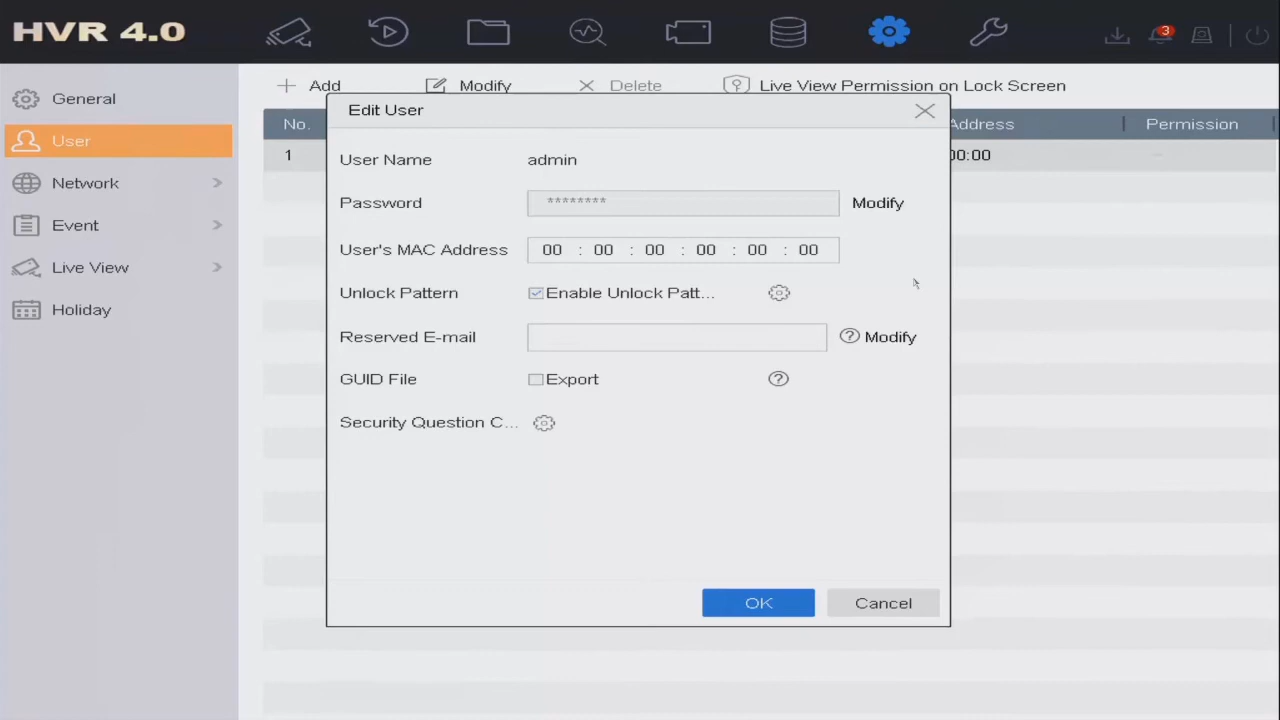 HVR 4.0
3
General
User
Network
Event
Live View
Holiday
Add
Modify
Delete
Live View Permission on Lock Screen
No.
Address
Permission
1
00:00
Edit User
User Name
admin
Password
********
Modify
User's MAC Address
00 : 00 : 00 : 00 : 00 : 00
Unlock Pattern
Enable Unlock Patt...
Reserved E-mail
Modify
GUID File
Export
Security Question C...
OK
Cancel